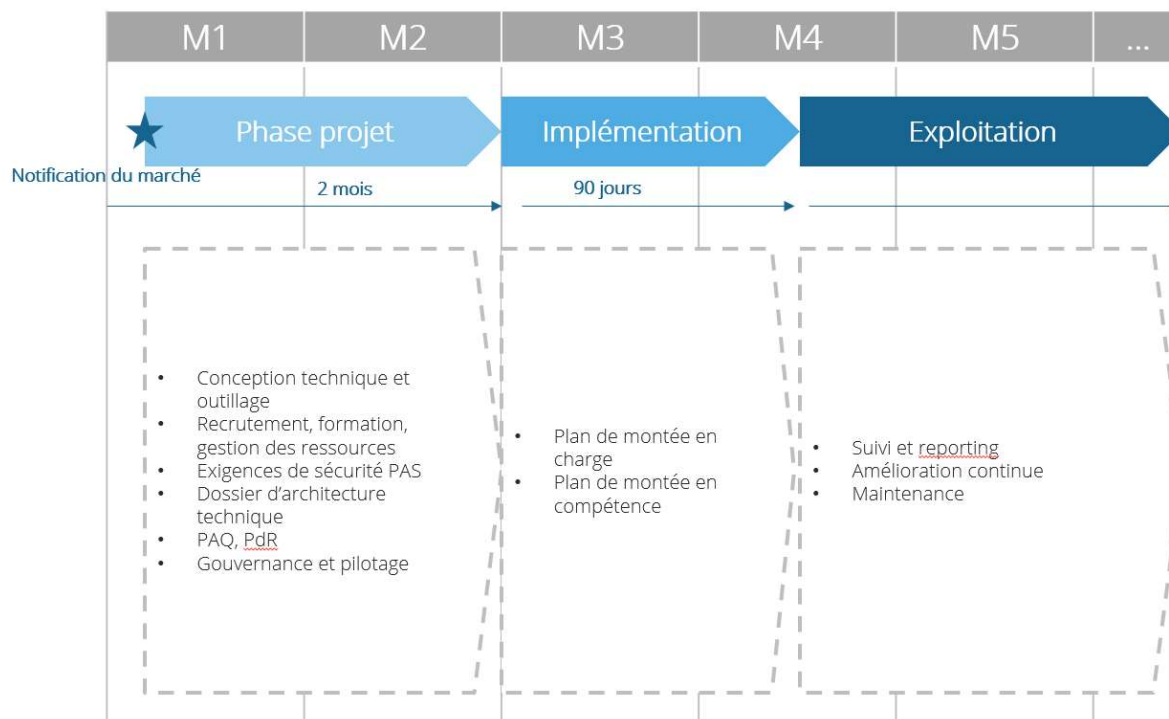 M1 M2 M3 M4 M5 ...
Phase projet Implémentation Exploitation
Notification du marché
2 mois 90 jours
• Conception technique et
outillage
• Recrutement, formation,
gestion des ressources
• Exigences de sécurité PAS
• Dossier d’architecture
technique
• PAQ, PdR
• Gouvernance et pilotage
• Plan de montée en
charge
• Plan de montée en
compétence
• Suivi et reporting
• Amélioration continue
• Maintenance